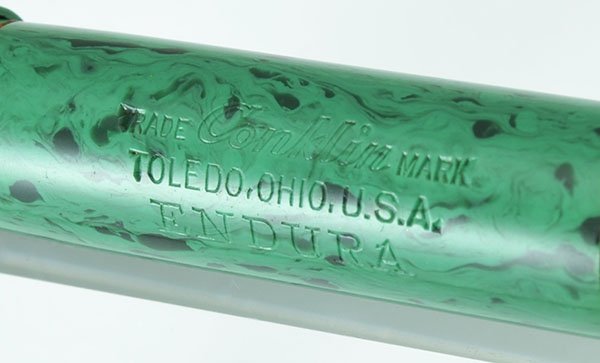 TRADE Conklin MARK
TOLEDO, OHIO, U.S.A.
ENDURA